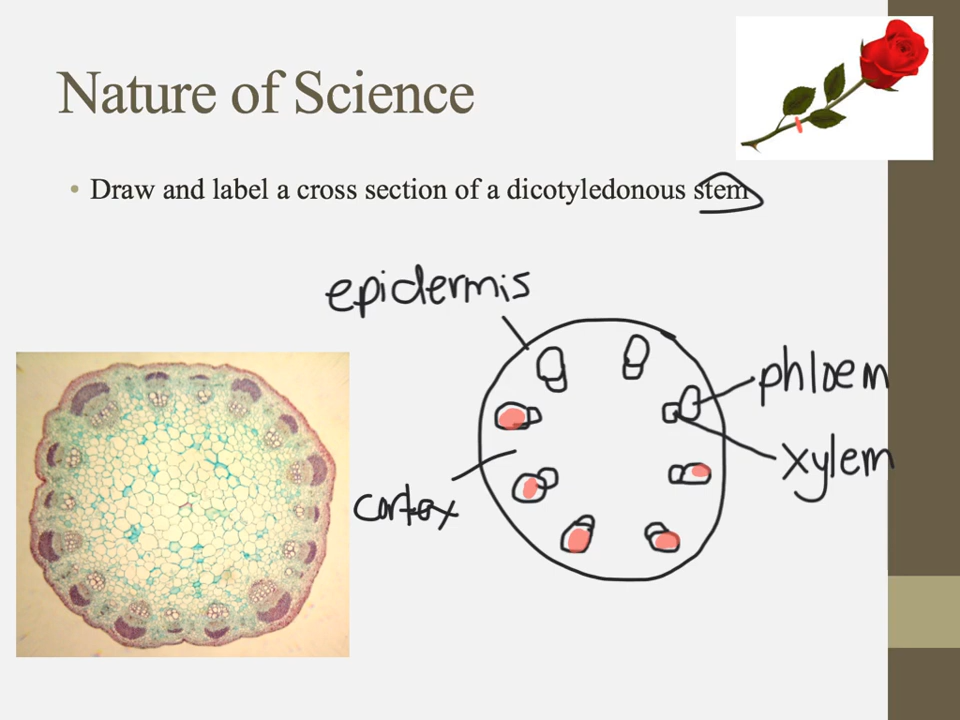 Nature of Science
• Draw and label a cross section of a dicotyledonous stem
epidermis
phloem
xylem
cortex